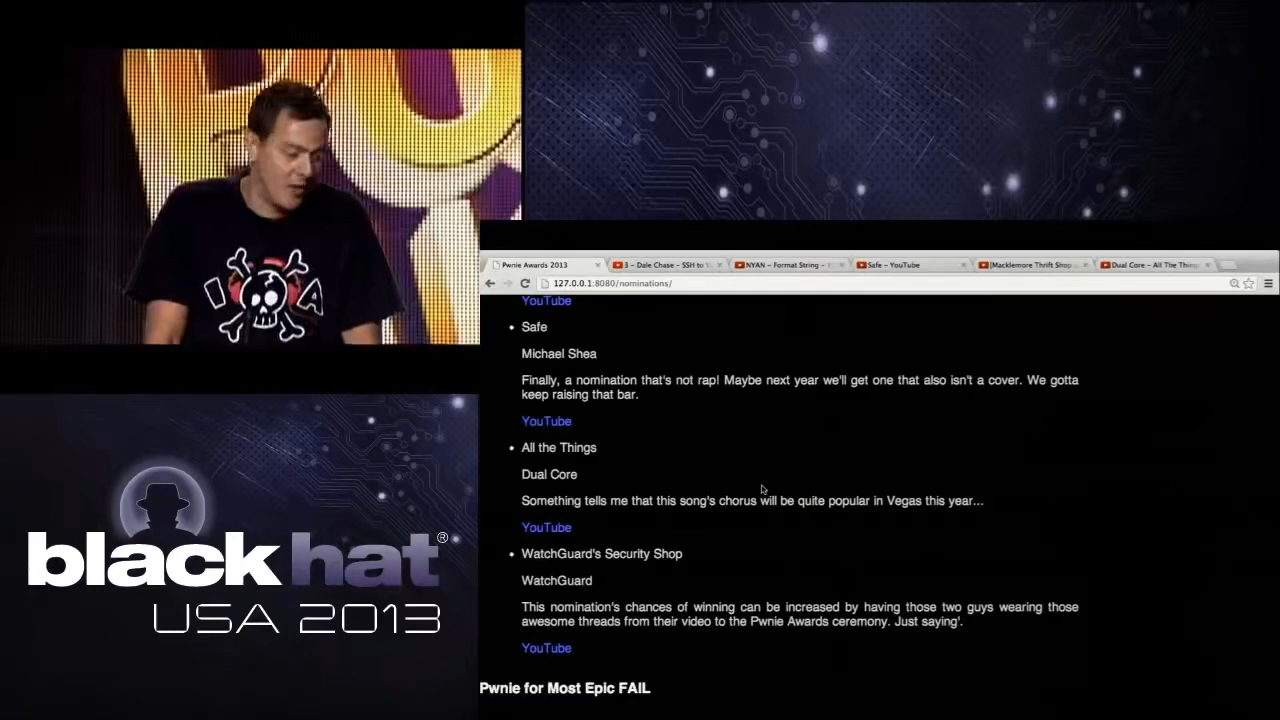 Pwnie Awards 2013
3 - Dale Chase - SSH to
NYAN - Format String -
Safe - YouTube
[Macklemore Thrift Shop
Dual Core - All The Thing
127.0.0.1:8080/nominations/
YouTube
• Safe
Michael Shea
Finally, a nomination that's not rap! Maybe next year we'll get one that also isn't a cover. We gotta
keep raising that bar.
YouTube
• All the Things
Dual Core
Something tells me that this song's chorus will be quite popular in Vegas this year...
YouTube
• WatchGuard's Security Shop
WatchGuard
This nomination's chances of winning can be increased by having those two guys wearing those
awesome threads from their video to the Pwnie Awards ceremony. Just saying'.
YouTube
Pwnie for Most Epic FAIL
blackhat®
USA 2013